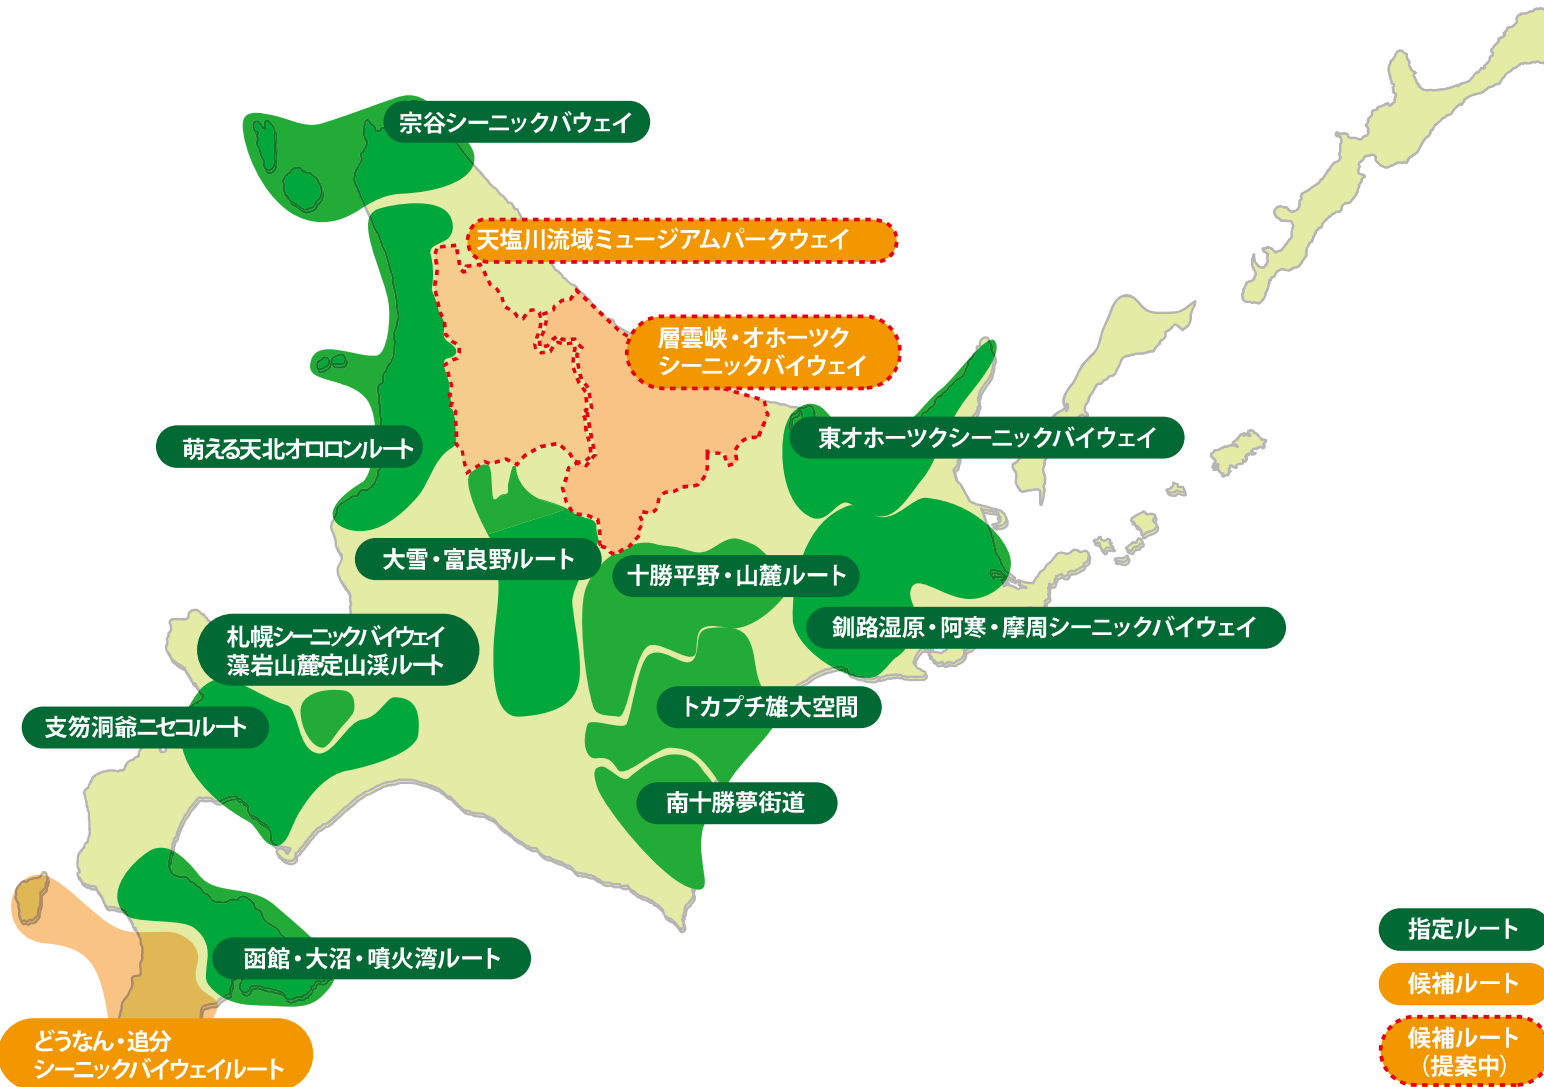 宗谷シーニックバウェイ
天塩川流域ミュージアムパークウェイ
層雲峡・オホーツク
シーニックバイウェイ
東オホーツクシーニックバイウェイ
萌える天北オロロンルート
大雪・富良野ルート
十勝平野・山麓ルート
釧路湿原・阿寒・摩周シーニックバイウェイ
札幌シーニックバイウェイ
藻岩山麓定山渓ルート
支笏洞爺ニセコルート
トカプチ雄大空間
南十勝夢街道
函館・大沼・噴火湾ルート
どうなん・追分
シーニックバイウェイルート
指定ルート
候補ルート
候補ルート
（提案中）